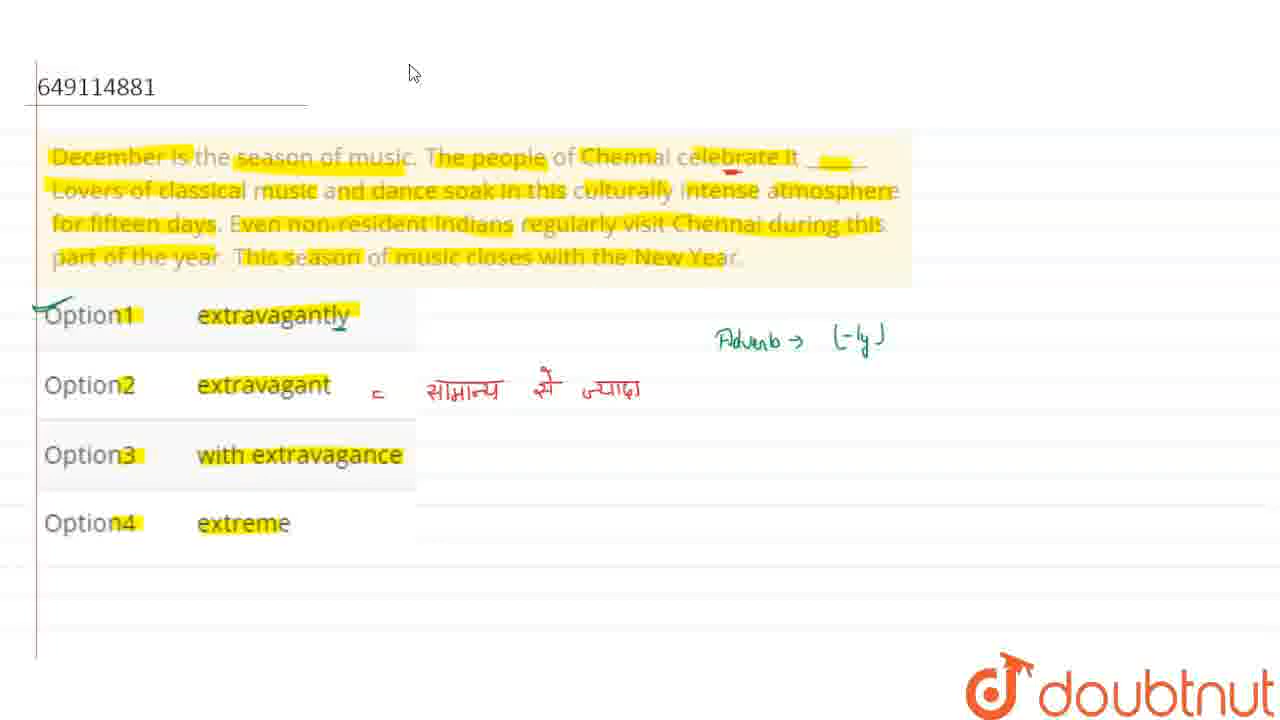 649114881
December is the season of music. The people of Chennai celebrate it _____
Lovers of classical music and dance soak in this culturally intense atmosphere
for fifteen days. Even non-resident Indians regularly visit Chennai during this
part of the year. This season of music closes with the New Year.
Option1 extravagantly
Adverb → (-ly)
Option2 extravagant = सामान्य से ज्यादा
Option3 with extravagance
Option4 extreme
doubtnut